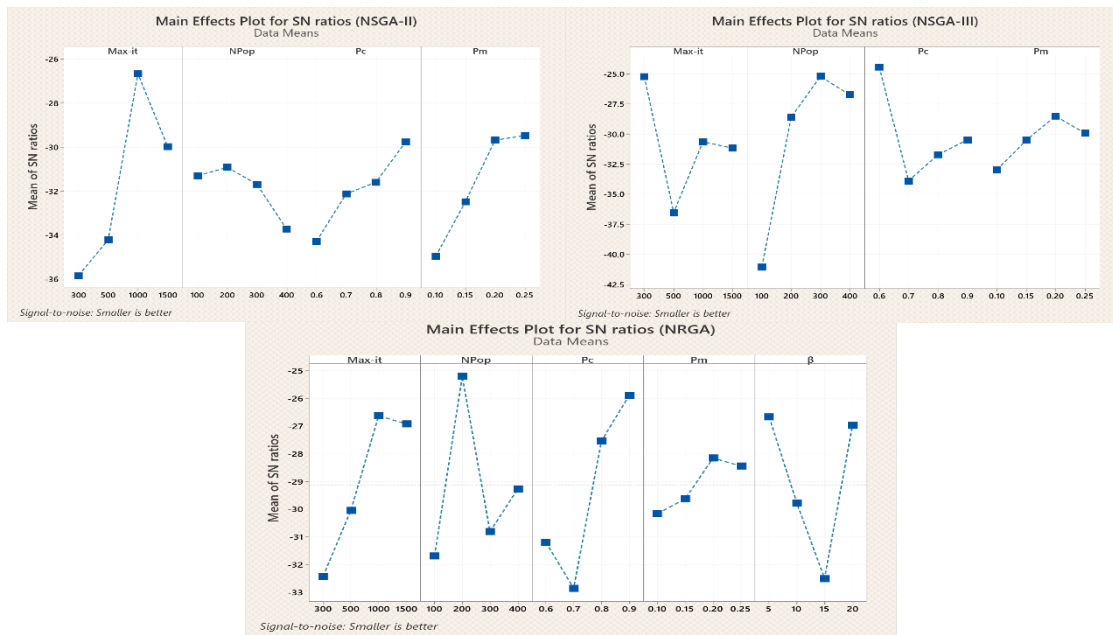 Main Effects Plot for SN ratios (NSGA-II)
Data Means
Max-it NPop Pc Pm
Mean of SN ratios
-26
-28
-30
-32
-34
-36
300 500 1000 1500 100 200 300 400 0.6 0.7 0.8 0.9 0.10 0.15 0.20 0.25
Signal-to-noise: Smaller is better
Main Effects Plot for SN ratios (NSGA-III)
Data Means
Max-it NPop Pc Pm
Mean of SN ratios
-25.0
-27.5
-30.0
-32.5
-35.0
-37.5
-40.0
-42.5
300 500 1000 1500 100 200 300 400 0.6 0.7 0.8 0.9 0.10 0.15 0.20 0.25
Signal-to-noise: Smaller is better
Main Effects Plot for SN ratios (NRGA)
Data Means
Max-it NPop Pc Pm β
Mean of SN ratios
-25
-26
-27
-28
-29
-30
-31
-32
-33
300 500 1000 1500 100 200 300 400 0.6 0.7 0.8 0.9 0.10 0.15 0.20 0.25 5 10 15 20
Signal-to-noise: Smaller is better